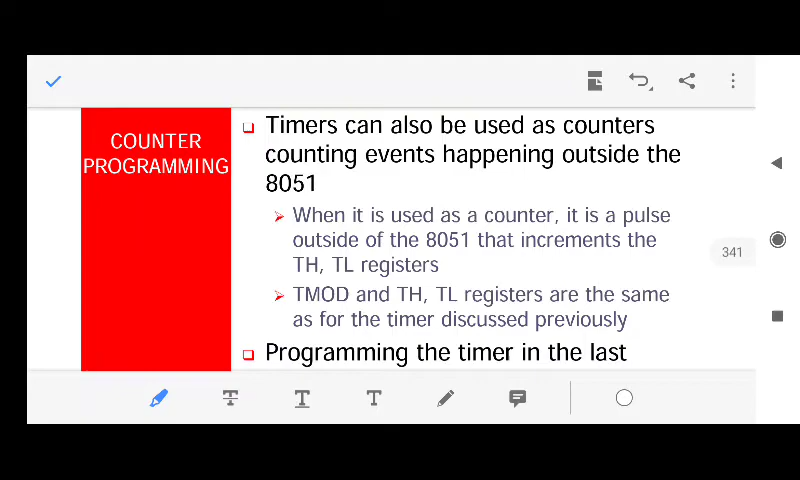 COUNTER
PROGRAMMING
Timers can also be used as counters
counting events happening outside the
8051
When it is used as a counter, it is a pulse
outside of the 8051 that increments the
TH, TL registers
TMOD and TH, TL registers are the same
as for the timer discussed previously
Programming the timer in the last
341
T
T
T